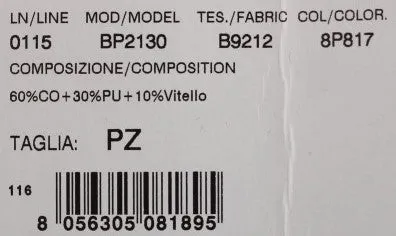 LN/LINE MOD/MODEL TES./FABRIC COL/COLOR.
0115 BP2130 B9212 8P817
COMPOSIZIONE/COMPOSITION
60%CO+30%PU+10%Vitello
TAGLIA: PZ
116
8 056305 081895